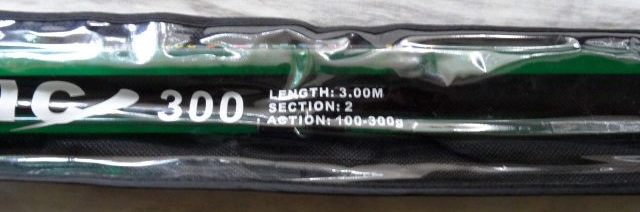 300
LENGTH: 3.00M
SECTION: 2
ACTION: 100-300g